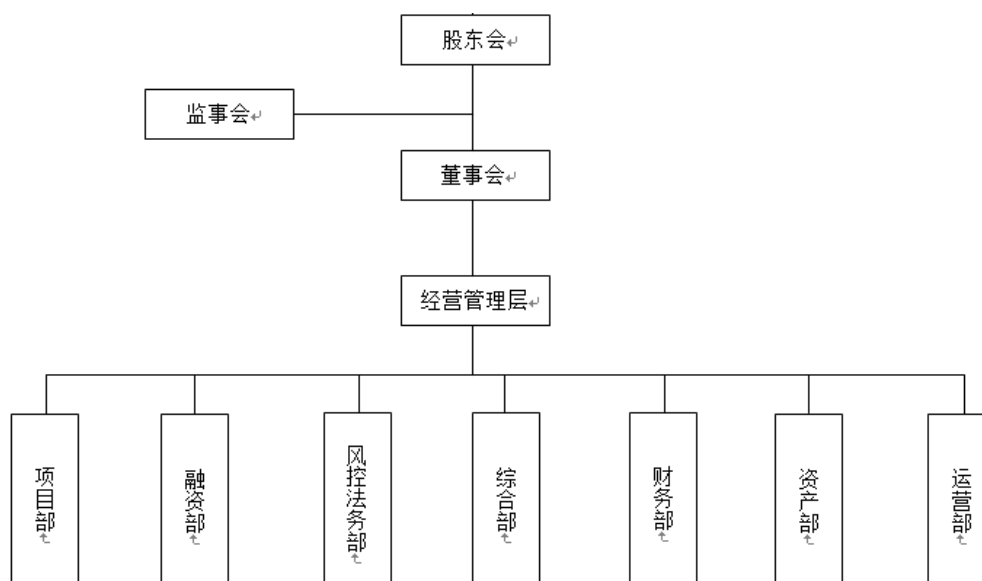 股东会
监事会
董事会
经营管理层
项目部
融资部
风控法务部
综合部
财务部
资产部
运营部